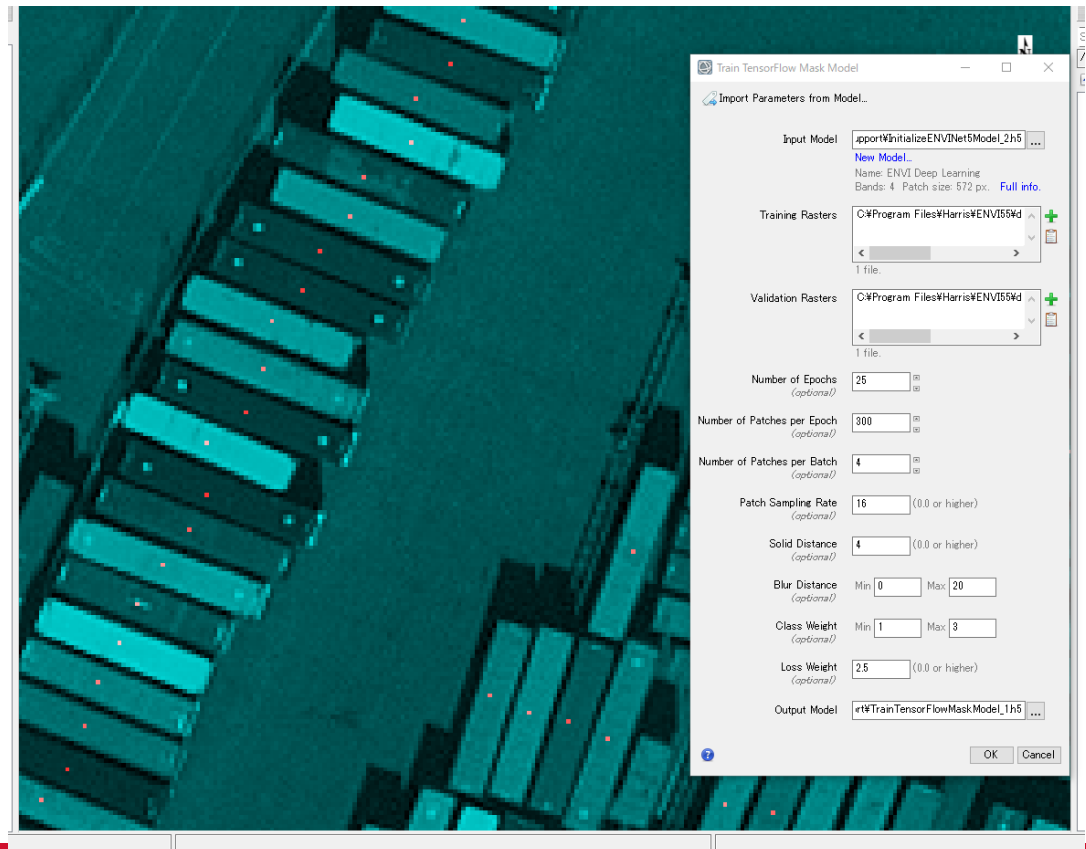 Train TensorFlow Mask Model
Import Parameters from Model...
Input Model
upport¥InitializeENVINet5Model_2.h5
...
New Model...
Name: ENVI Deep Learning
Bands: 4 Patch size: 572 px. Full info.
Training Rasters
C:¥Program Files¥Harris¥ENVI55¥d
1 file.
Validation Rasters
C:¥Program Files¥Harris¥ENVI55¥d
1 file.
Number of Epochs
(optional)
25
Number of Patches per Epoch
(optional)
300
Number of Patches per Batch
(optional)
4
Patch Sampling Rate
(optional)
16 (0.0 or higher)
Solid Distance
(optional)
4 (0.0 or higher)
Blur Distance
(optional)
Min 0 Max 20
Class Weight
(optional)
Min 1 Max 3
Loss Weight
(optional)
2.5 (0.0 or higher)
Output Model
rt¥TrainTensorFlowMaskModel_1.h5
...
OK Cancel